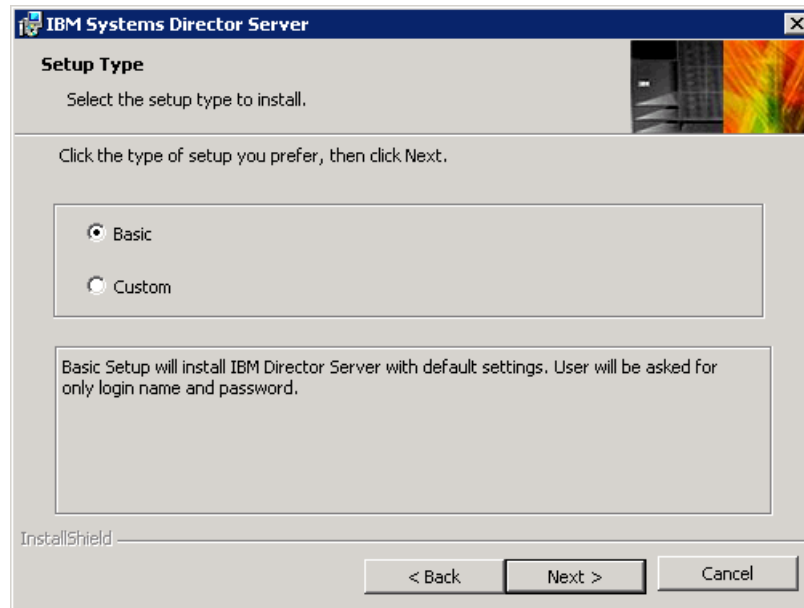 IBM Systems Director Server
Setup Type
Select the setup type to install.
Click the type of setup you prefer, then click Next.
Basic
Custom
Basic Setup will install IBM Director Server with default settings. User will be asked for
only login name and password.
InstallShield
< Back
Next >
Cancel